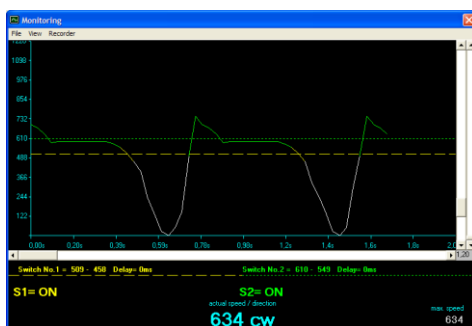 Monitoring
File View Recorder
1098
976
854
732
610
488
366
244
122
0.00s 0.20s 0.39s 0.59s 0.78s 0.98s 1.2s 1.4s 1.6s 1.8s 2.0
1,20
Switch No.1 = 509 - 458 Delay=0ms Switch No.2 = 610 - 549 Delay=0ms
S1= ON S2= ON
actual speed / direction
634 cw
max. speed
634